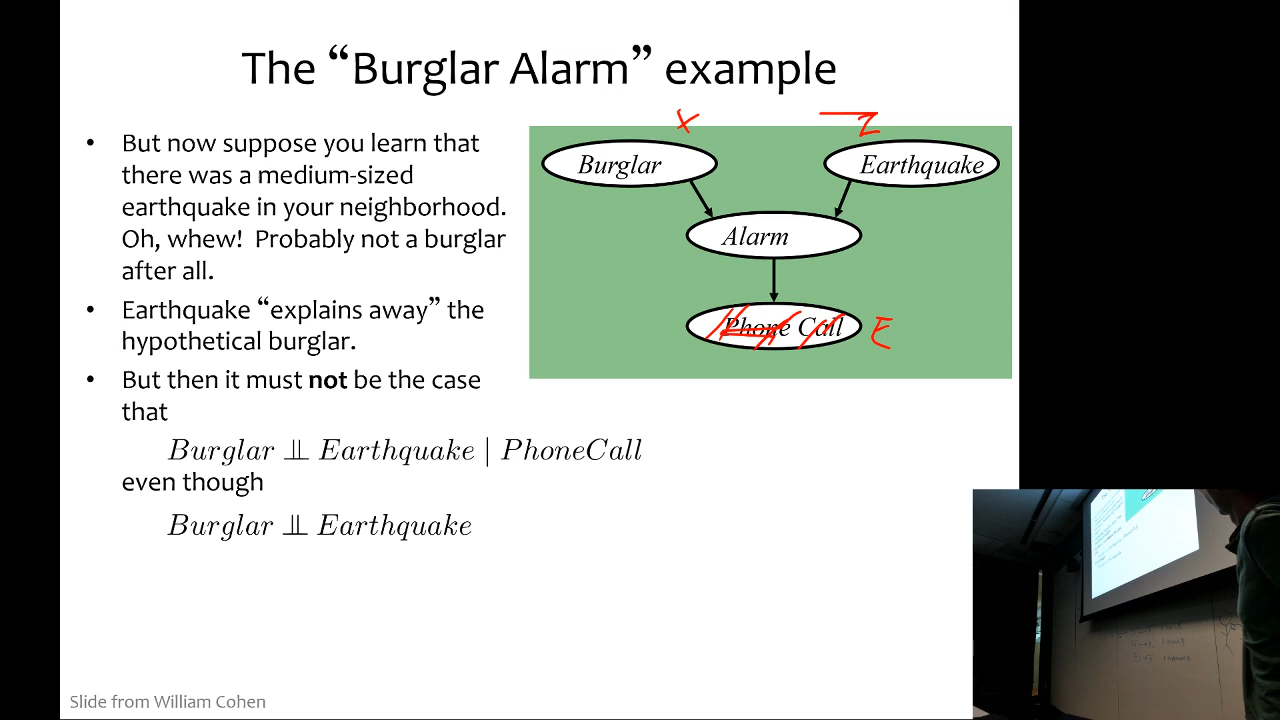 The “Burglar Alarm” example
• But now suppose you learn that
there was a medium-sized
earthquake in your neighborhood.
Oh, whew! Probably not a burglar
after all.
• Earthquake “explains away” the
hypothetical burglar.
• But then it must not be the case
that
Burglar ⫫ Earthquake | PhoneCall
even though
Burglar ⫫ Earthquake
X
Z
Burglar
Earthquake
Alarm
Phone Call
E
Slide from William Cohen